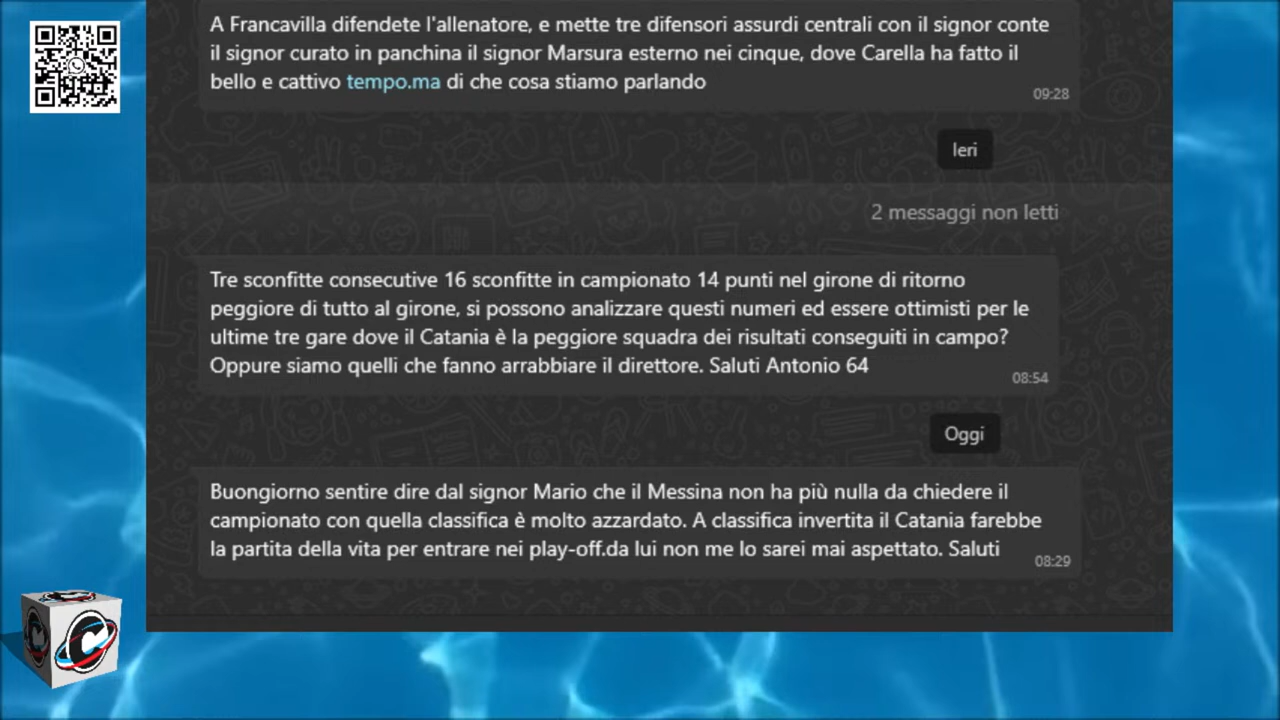 A Francavilla difendete l'allenatore, e mette tre difensori assurdi centrali con il signor conte
il signor curato in panchina il signor Marsura esterno nei cinque, dove Carella ha fatto il
bello e cattivo tempo.ma di che cosa stiamo parlando
09:28
Ieri
2 messaggi non letti
Tre sconfitte consecutive 16 sconfitte in campionato 14 punti nel girone di ritorno
peggiore di tutto al girone, si possono analizzare questi numeri ed essere ottimisti per le
ultime tre gare dove il Catania è la peggiore squadra dei risultati conseguiti in campo?
Oppure siamo quelli che fanno arrabbiare il direttore. Saluti Antonio 64
08:54
Oggi
Buongiorno sentire dire dal signor Mario che il Messina non ha più nulla da chiedere il
campionato con quella classifica è molto azzardato. A classifica invertita il Catania farebbe
la partita della vita per entrare nei play-off.da lui non me lo sarei mai aspettato. Saluti
08:29